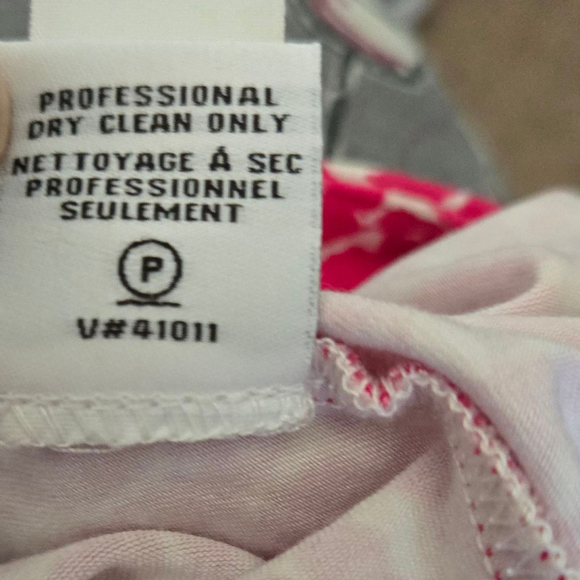 PROFESSIONAL
DRY CLEAN ONLY
NETTOYAGE Á SEC
PROFESSIONNEL
SEULEMENT
P
V#41011